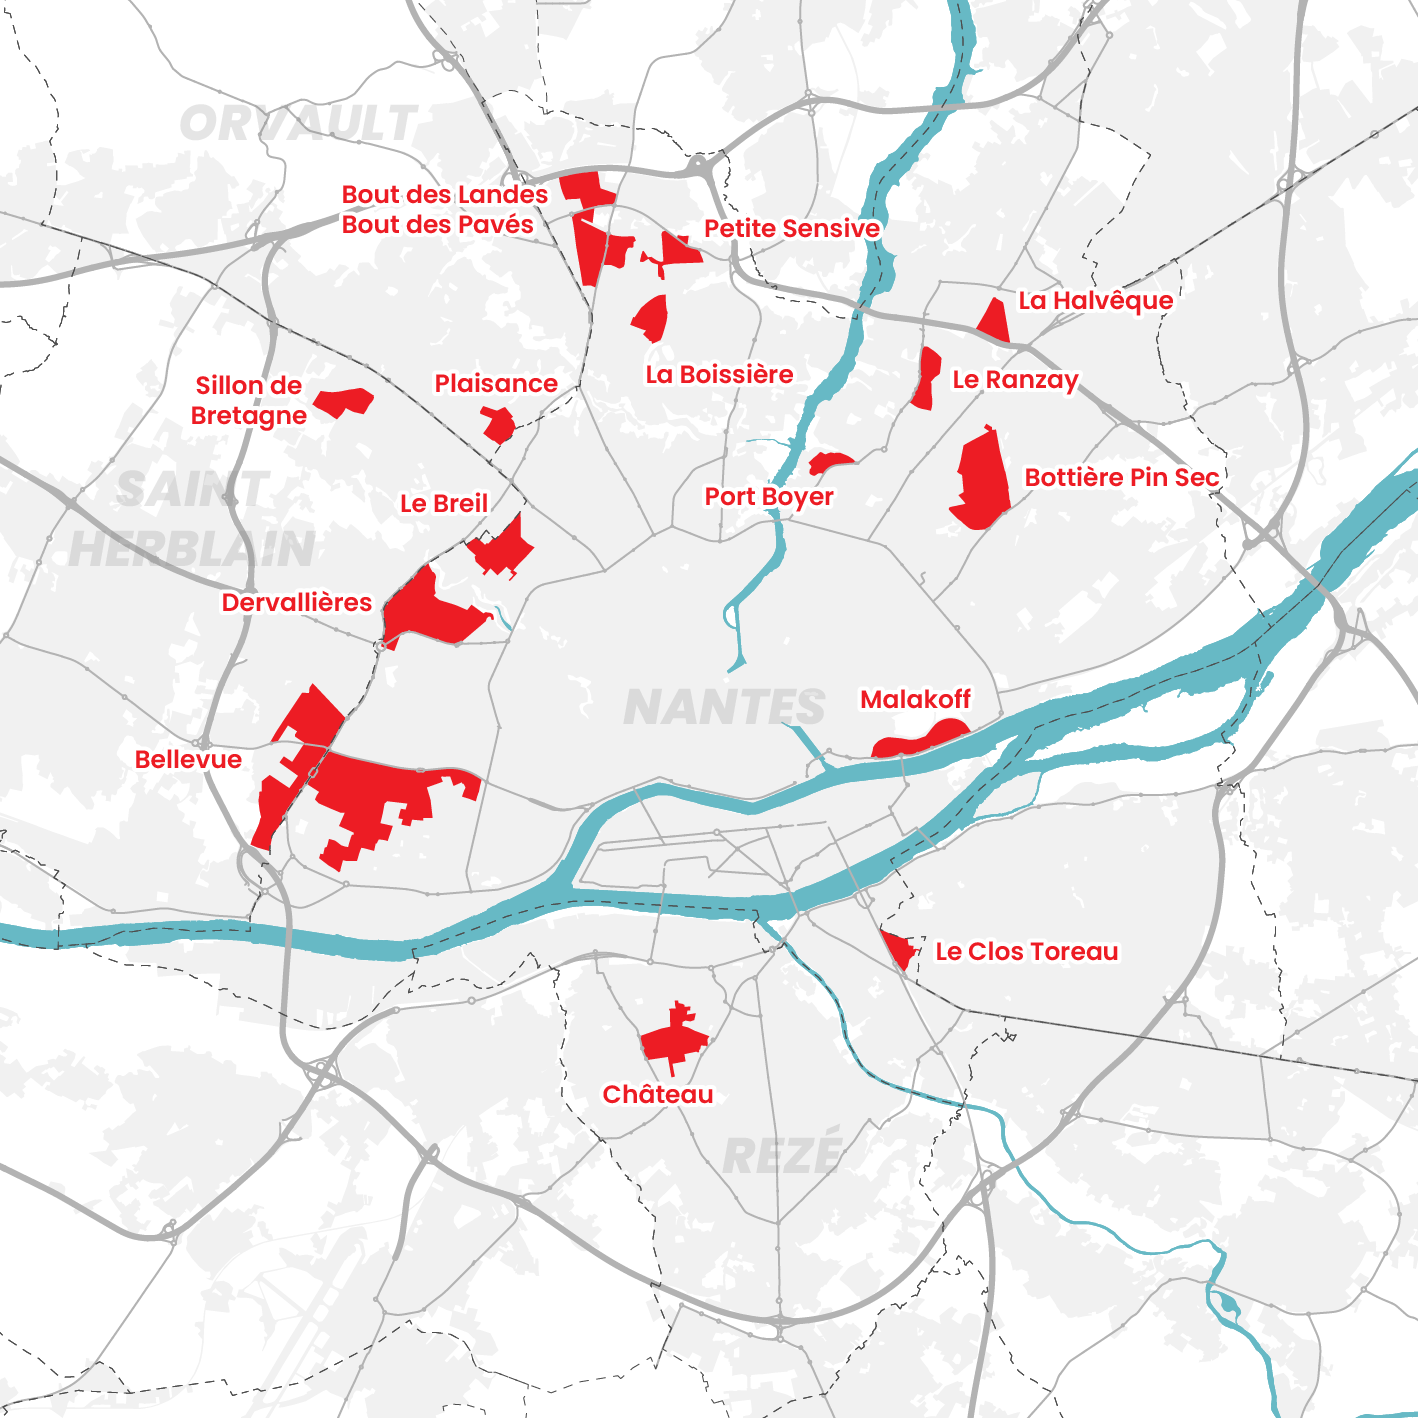 ORVAULT
Bout des Landes
Bout des Pavés
Petite Sensive
La Halvêque
La Boissière
Le Ranzay
Sillon de
Bretagne
Plaisance
SAINT
HERBLAIN
Le Breil
Port Boyer
Bottière Pin Sec
Dervallières
NANTES
Malakoff
Bellevue
Le Clos Toreau
Château
REZÉ